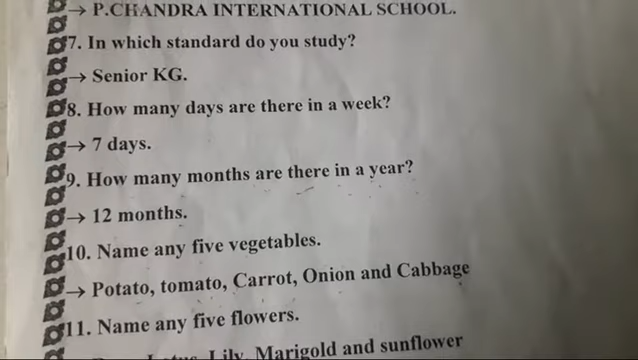 → P.CHANDRA INTERNATIONAL SCHOOL.
7. In which standard do you study?
→ Senior KG.
8. How many days are there in a week?
→ 7 days.
9. How many months are there in a year?
→ 12 months.
10. Name any five vegetables.
→ Potato, tomato, Carrot, Onion and Cabbage
11. Name any five flowers.
Lily, Marigold and sunflower